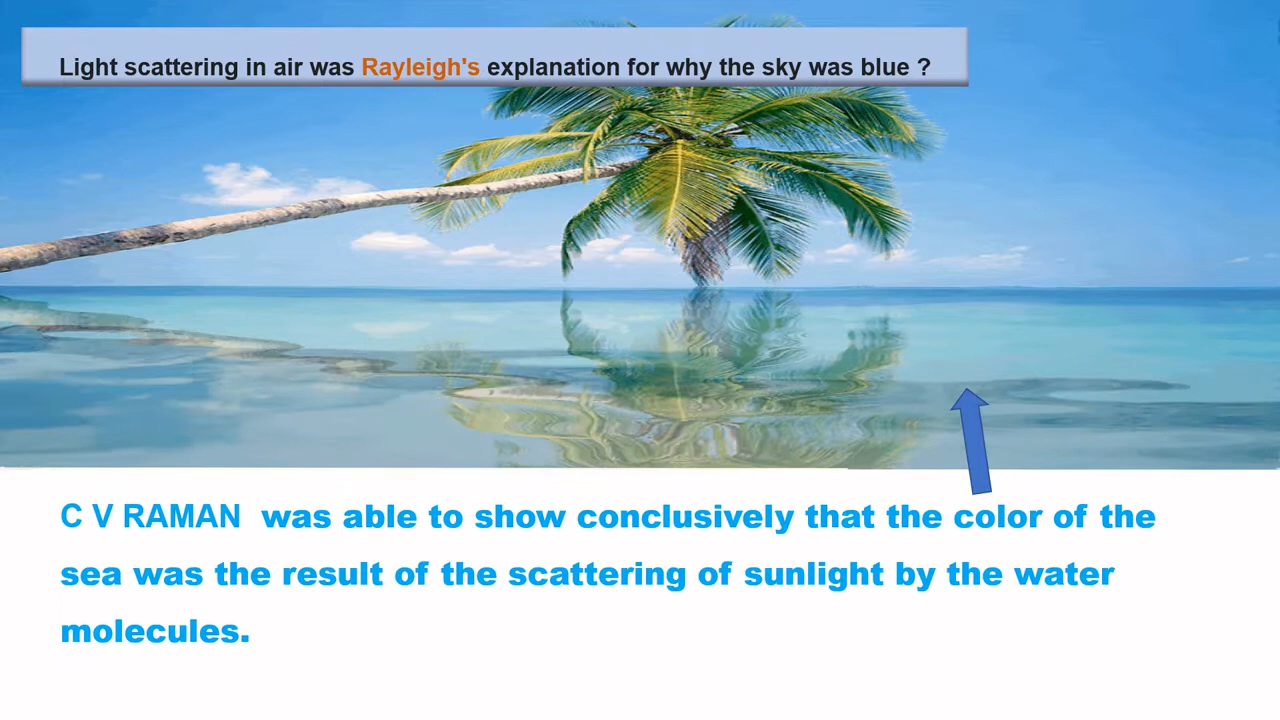 Light scattering in air was Rayleigh's explanation for why the sky was blue ?
C V RAMAN was able to show conclusively that the color of the
sea was the result of the scattering of sunlight by the water
molecules.